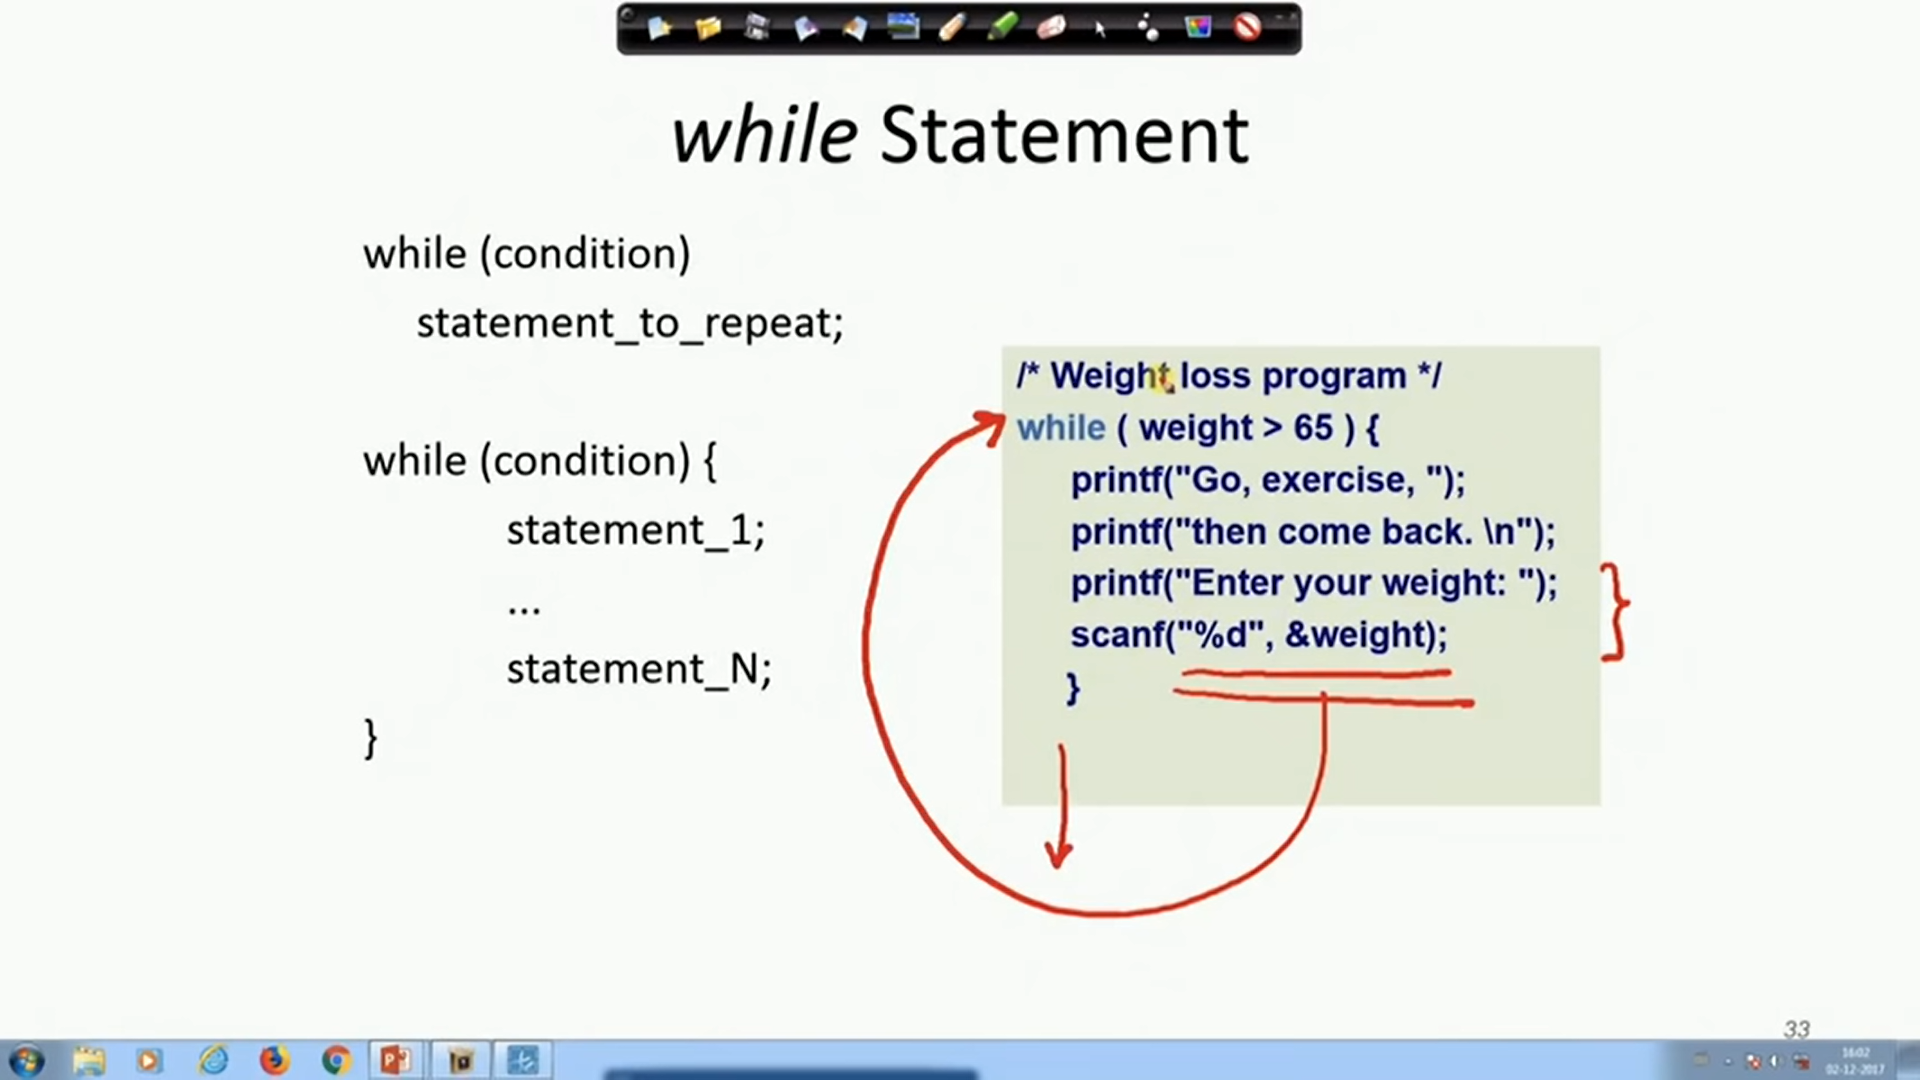 while Statement
while (condition)
statement_to_repeat;
while (condition) {
statement_1;
...
statement_N;
}
/* Weight loss program */
while ( weight > 65 ) {
printf("Go, exercise, ");
printf("then come back. \n");
printf("Enter your weight: ");
scanf("%d", &weight);
}
33
16:02
02-12-2017